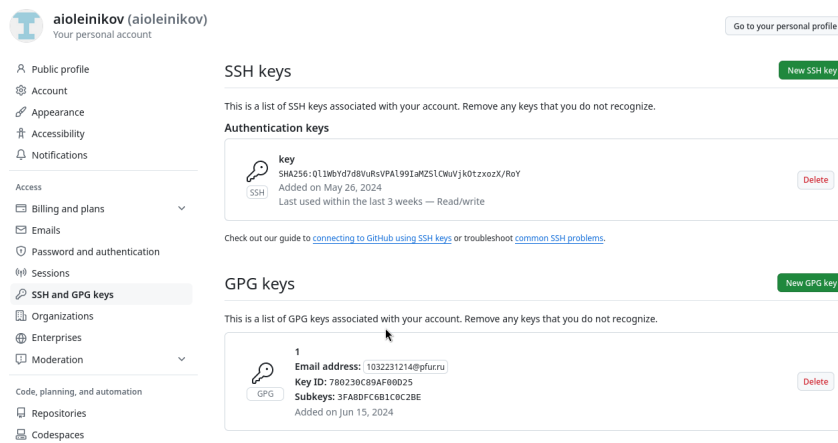 aioleinikov (aioleinikov)
Your personal account
Go to your personal profile
Public profile
Account
Appearance
Accessibility
Notifications
Access
Billing and plans
Emails
Password and authentication
Sessions
SSH and GPG keys
Organizations
Enterprises
Moderation
Code, planning, and automation
Repositories
Codespaces
SSH keys
New SSH key
This is a list of SSH keys associated with your account. Remove any keys that you do not recognize.
Authentication keys
key
SHA256:Ql1WbYd7d8VuRsVPAl99IaMZSlCWuVjkOtzxozX/RoY
Added on May 26, 2024
Last used within the last 3 weeks — Read/write
SSH
Delete
Check out our guide to connecting to GitHub using SSH keys or troubleshoot common SSH problems.
GPG keys
New GPG key
This is a list of GPG keys associated with your account. Remove any keys that you do not recognize.
1
Email address: 1032231214@pfur.ru
Key ID: 780230C89AF00D25
Subkeys: 3FA8DFC6B1C0C2BE
Added on Jun 15, 2024
GPG
Delete